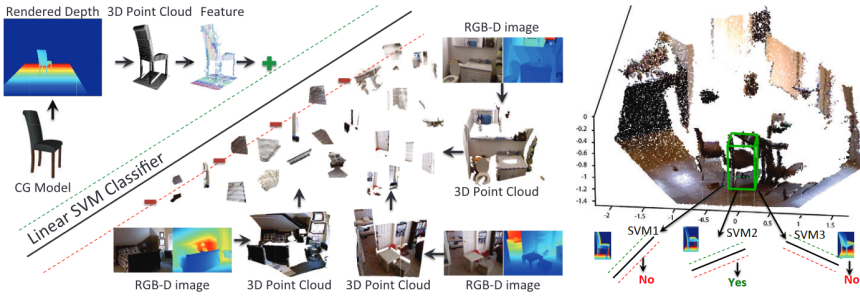 Rendered Depth
3D Point Cloud
Feature
CG Model
Linear SVM Classifier
RGB-D image
3D Point Cloud
RGB-D image
3D Point Cloud
3D Point Cloud
RGB-D image
0
-0.2
-0.4
-0.6
-0.8
-1
-1.2
-1.4
-2
-1.5
-1
-0.5
0
0.5
1
1.5
SVM1
SVM2
SVM3
No
Yes
No